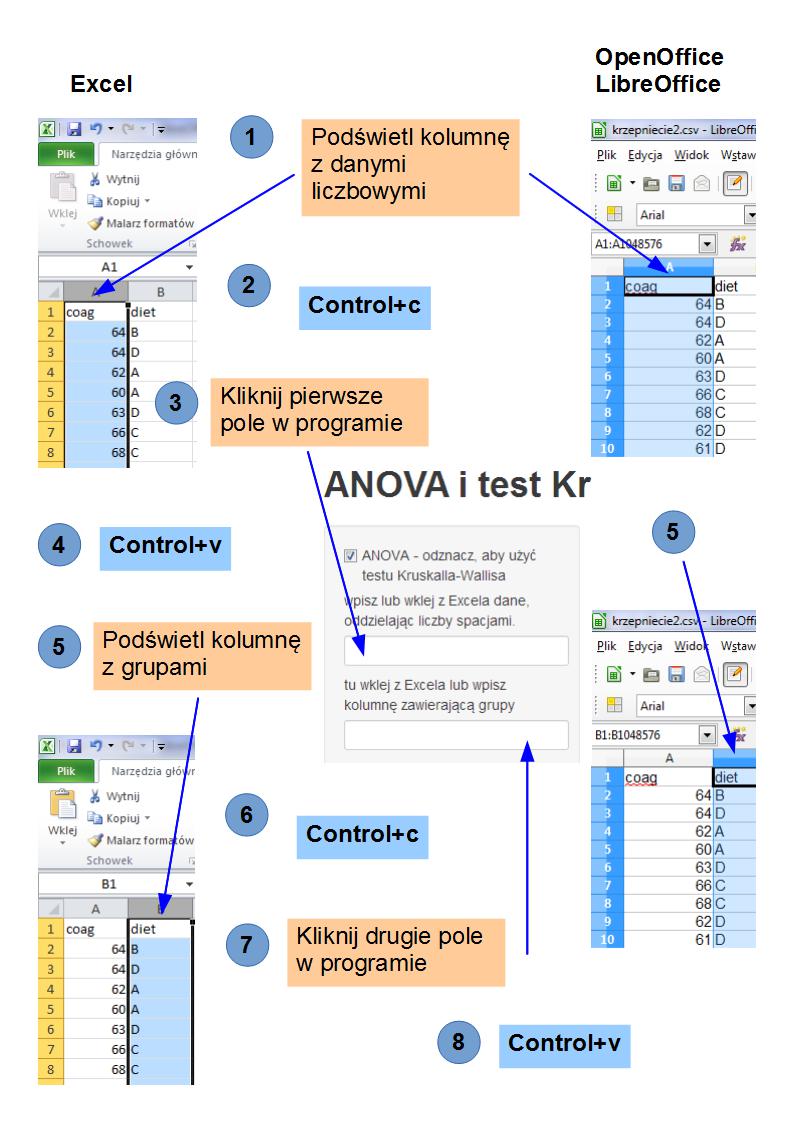 Excel
OpenOffice
LibreOffice
Plik
Narzędzia główn
Wytnij
Kopiuj
Malarz formatów
Wklej
Schowek
A1
A B
1 coag diet
2 64 B
3 64 D
4 62 A
5 60 A
6 63 D
7 66 C
8 68 C
1
Podświetl kolumnę
z danymi
liczbowymi
krzepniecie2.csv - LibreOffi
Plik Edycja Widok Wstaw
Arial
A1:A1048576
A
1 coag diet
2 64 B
3 64 D
4 62 A
5 60 A
6 63 D
7 66 C
8 68 C
9 62 D
10 61 D
2
Control+c
3
Kliknij pierwsze
pole w programie
ANOVA i test Kr
ANOVA - odznacz, aby użyć
testu Kruskalla-Wallisa
wpisz lub wklej z Excela dane,
oddzielając liczby spacjami.
tu wklej z Excela lub wpisz
kolumnę zawierającą grupy
4
Control+v
5
Podświetl kolumnę
z grupami
5
krzepniecie2.csv - LibreOffi
Plik Edycja Widok Wstaw
Arial
B1:B1048576
A
1 coag diet
2 64 B
3 64 D
4 62 A
5 60 A
6 63 D
7 66 C
8 68 C
9 62 D
10 61 D
Plik
Narzędzia główn
Wytnij
Kopiuj
Malarz formatów
Wklej
Schowek
B1
A B
1 coag diet
2 64 B
3 64 D
4 62 A
5 60 A
6 63 D
7 66 C
8 68 C
6
Control+c
7
Kliknij drugie pole
w programie
8
Control+v